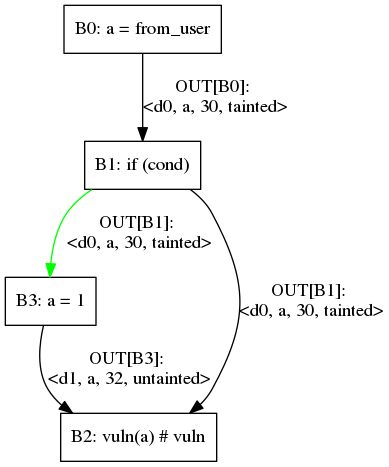 B0: a = from_user
OUT[B0]:
<d0, a, 30, tainted>
B1: if (cond)
OUT[B1]:
<d0, a, 30, tainted>
OUT[B1]:
<d0, a, 30, tainted>
B3: a = 1
OUT[B3]:
<d1, a, 32, untainted>
B2: vuln(a) # vuln